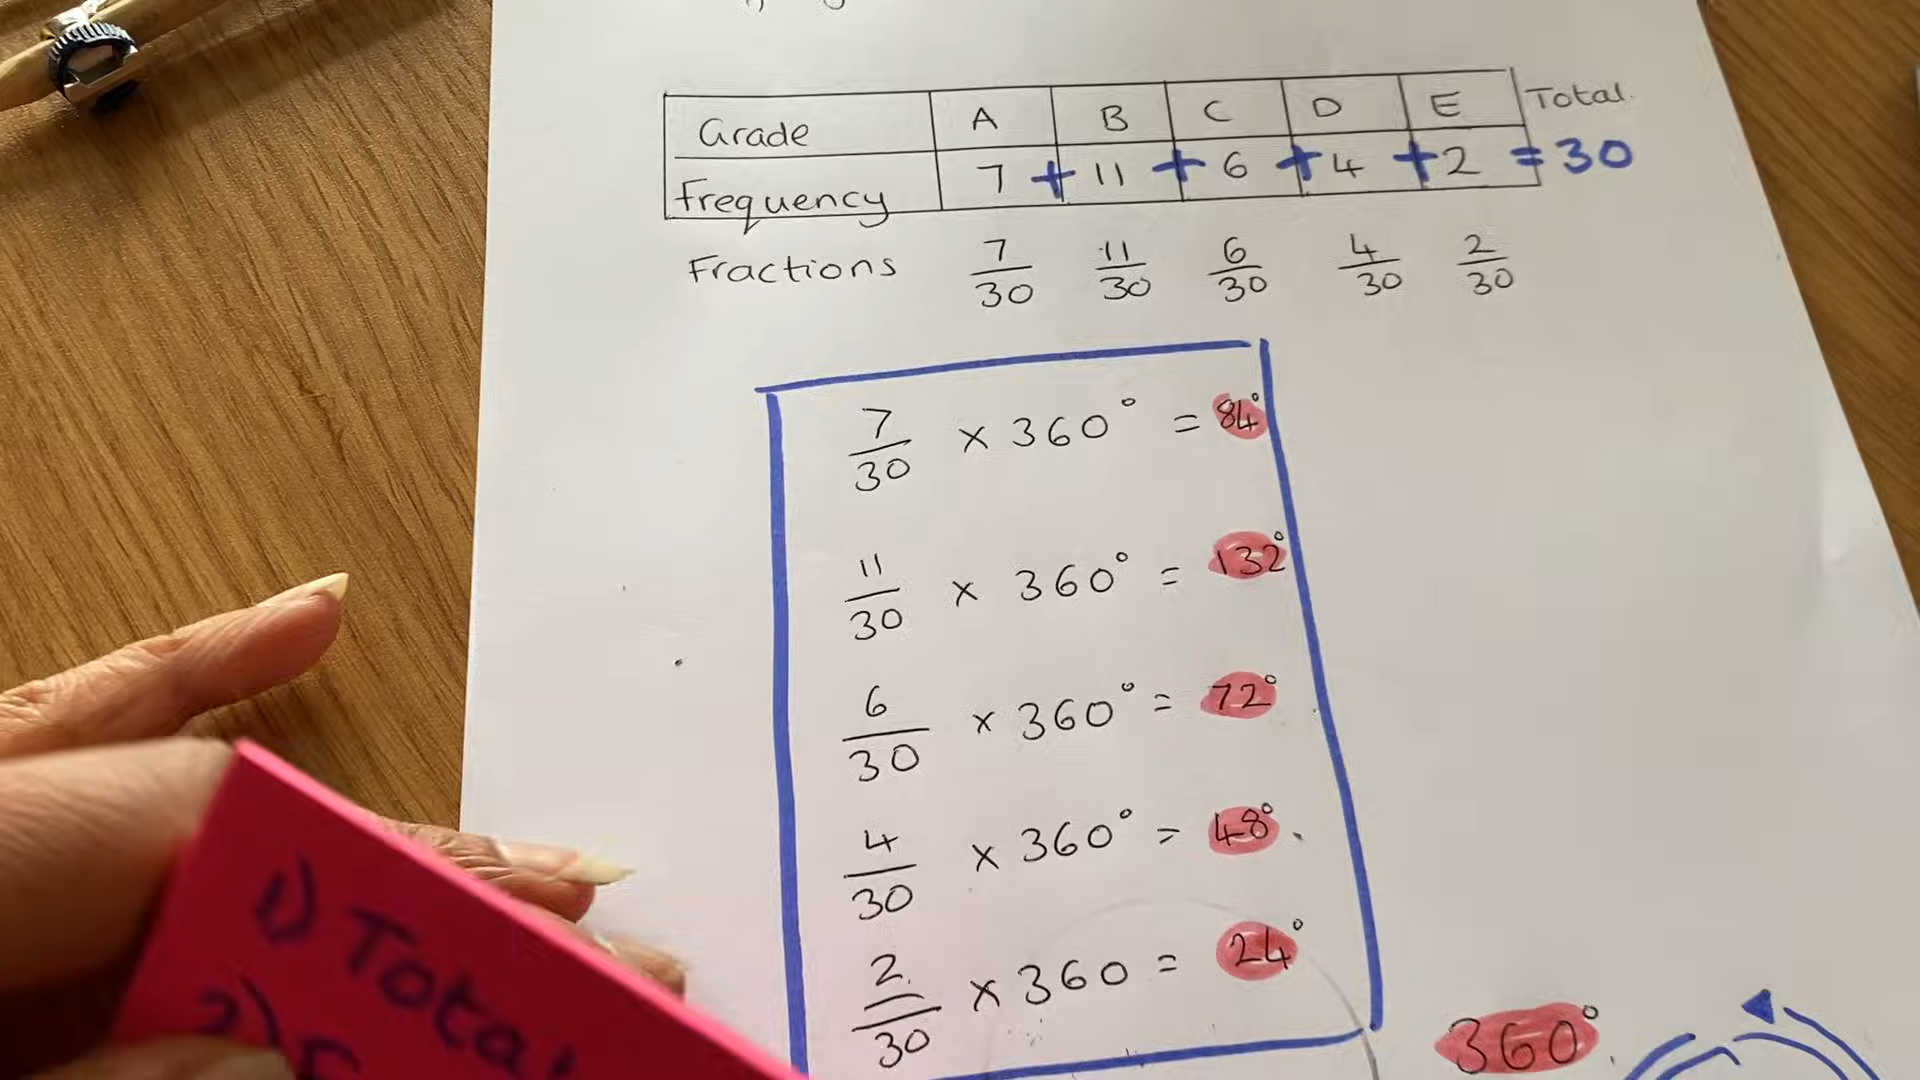 Grade A B C D E Total
Frequency 7 + 11 + 6 + 4 + 2 = 30
Fractions 7/30 11/30 6/30 4/30 2/30
7/30 × 360° = 84°
11/30 × 360° = 132°
6/30 × 360° = 72°
4/30 × 360° = 48°
2/30 × 360 = 24°
360°
1) Total
2)